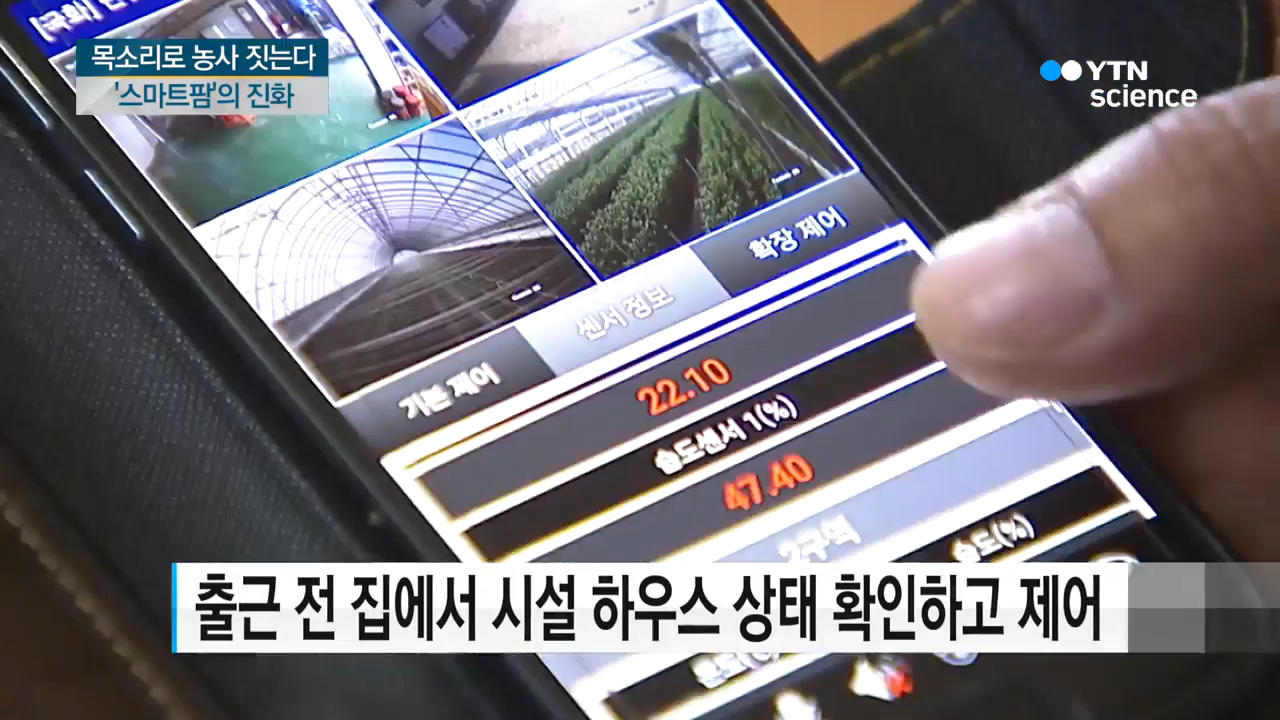 [국화]
목소리로 농사 짓는다
'스마트팜'의 진화
YTN
science
기본 제어
센서 정보
확장 제어
22.10
습도센서 1(%)
47.40
2구역
습도(%)
출근 전 집에서 시설 하우스 상태 확인하고 제어